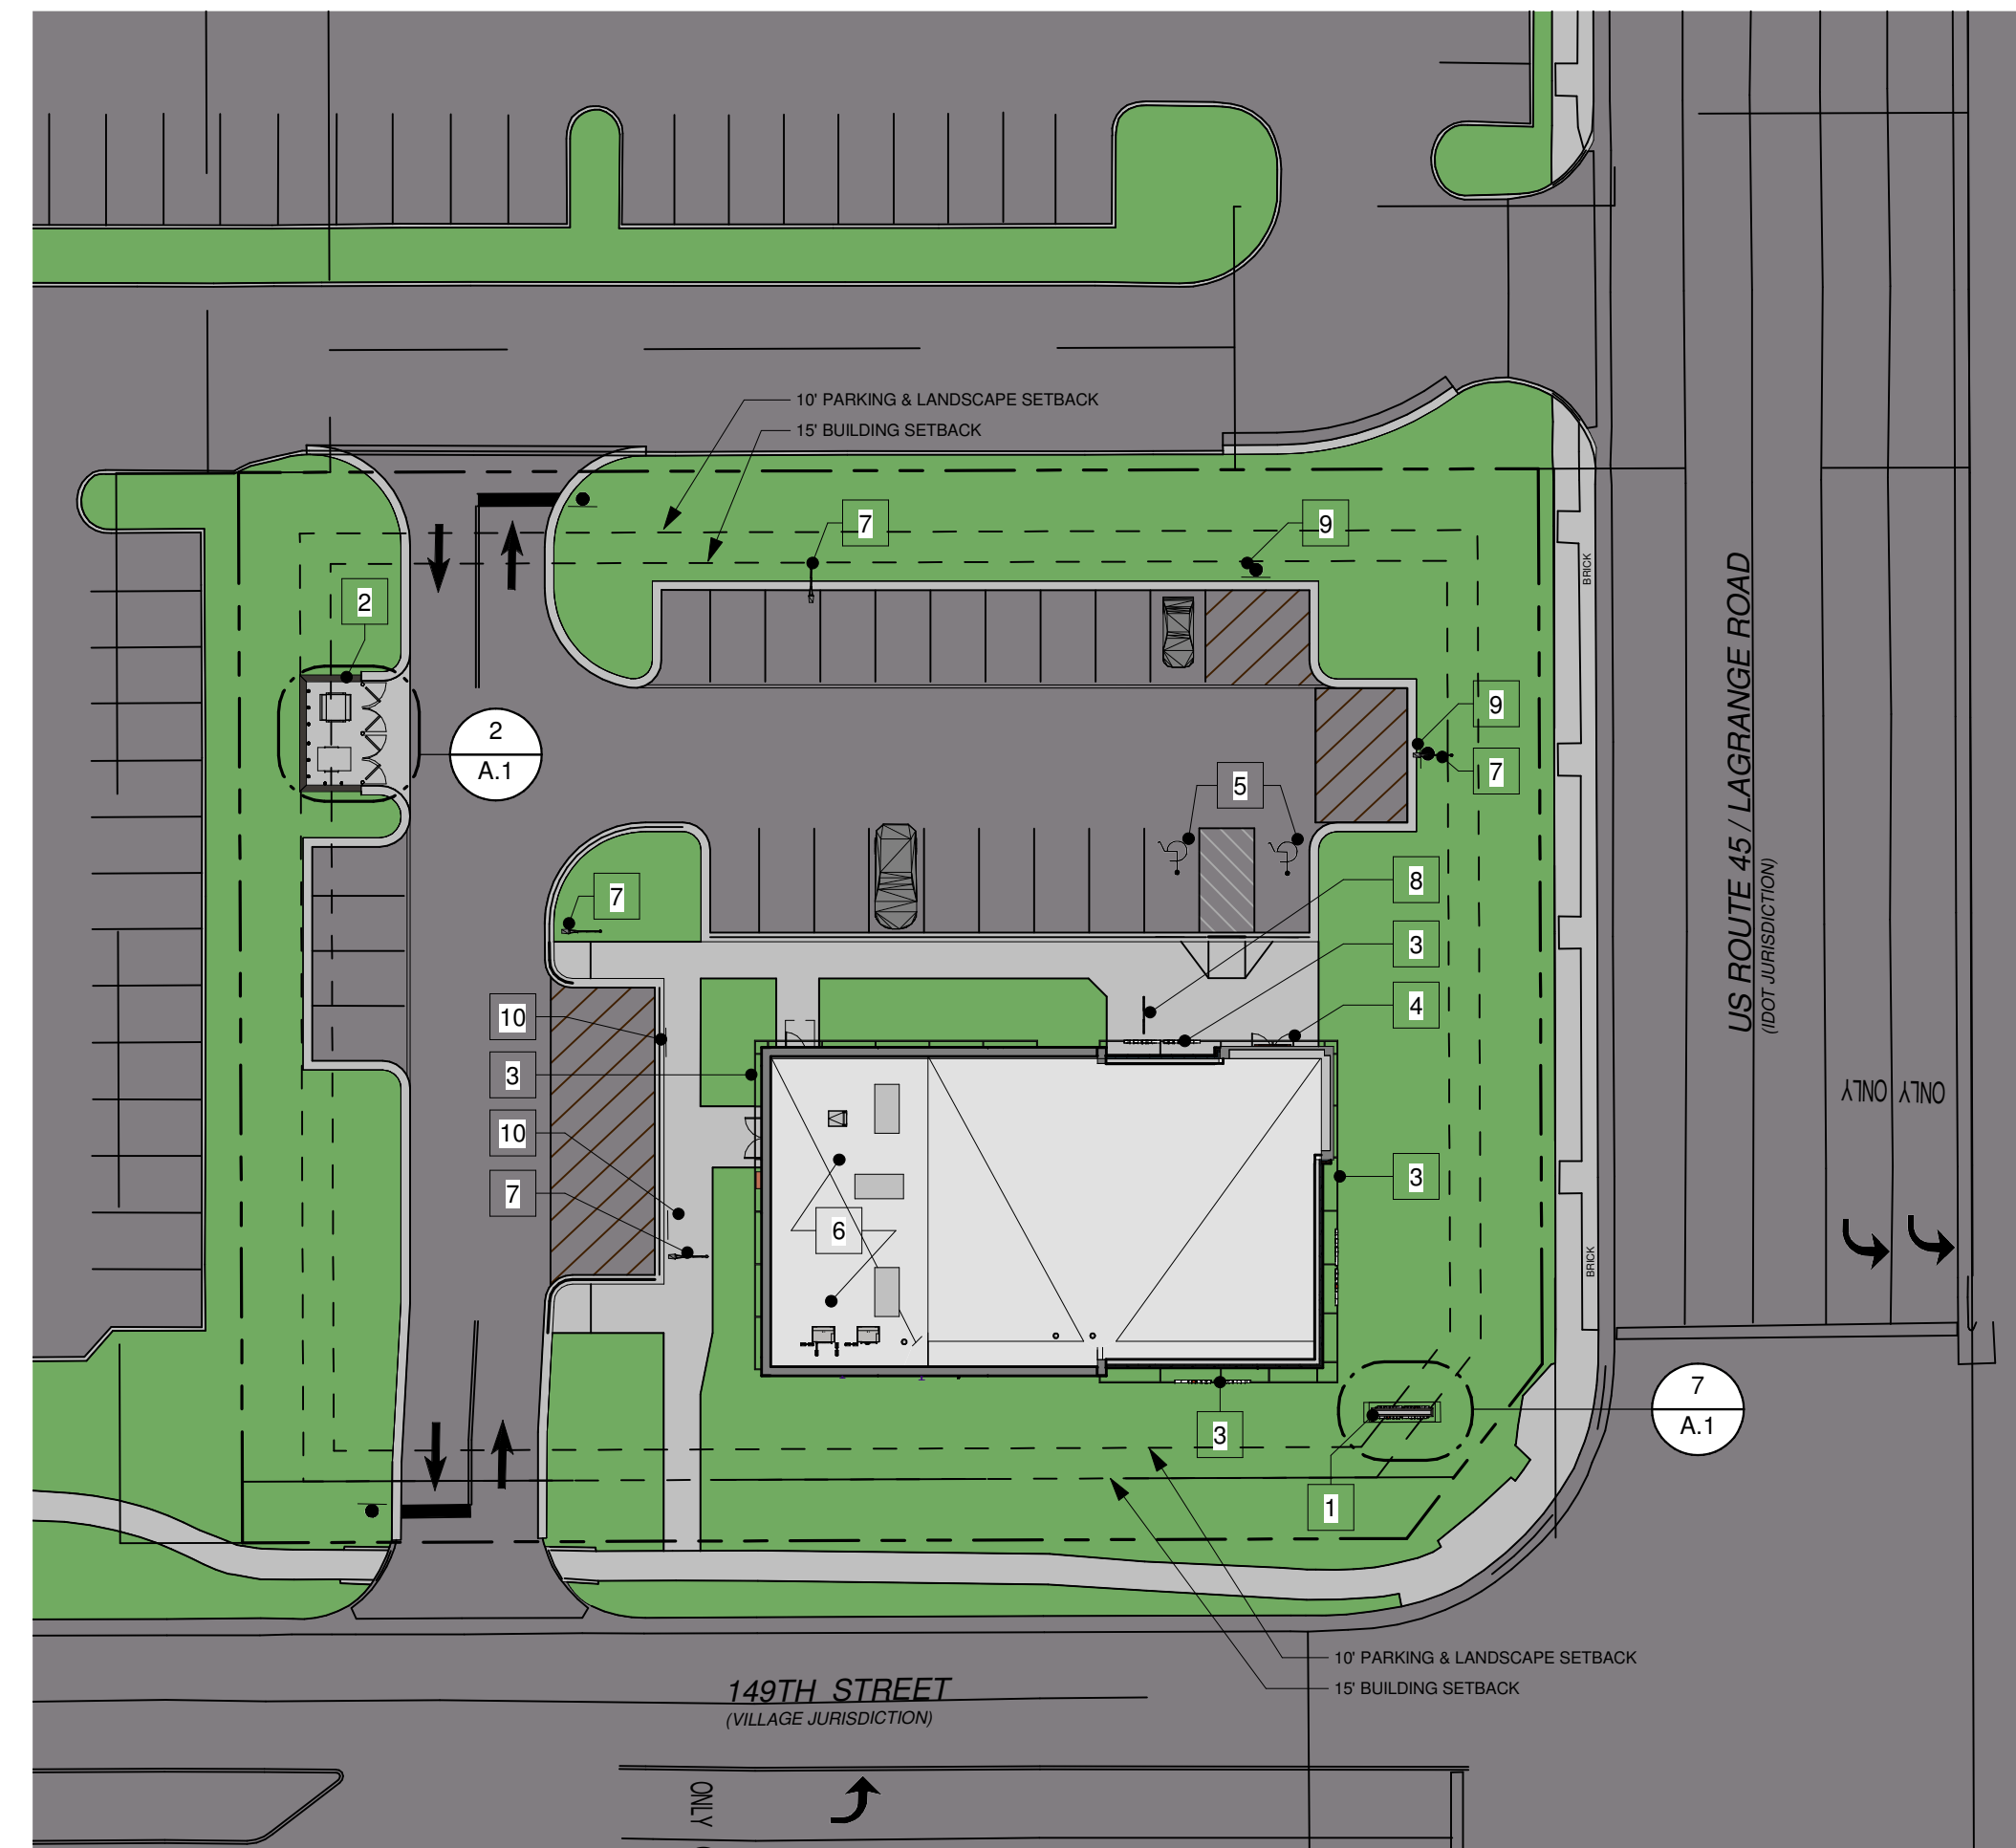 10' PARKING & LANDSCAPE SETBACK
15' BUILDING SETBACK
7
9
BRICK
2
9
2
A.1
7
5
US ROUTE 45 / LAGRANGE ROAD
(IDOT JURISDICTION)
8
7
3
4
10
3
ONLY
ONLY
10
3
7
6
BRICK
7
A.1
3
1
10' PARKING & LANDSCAPE SETBACK
15' BUILDING SETBACK
149TH STREET
(VILLAGE JURISDICTION)
ONLY